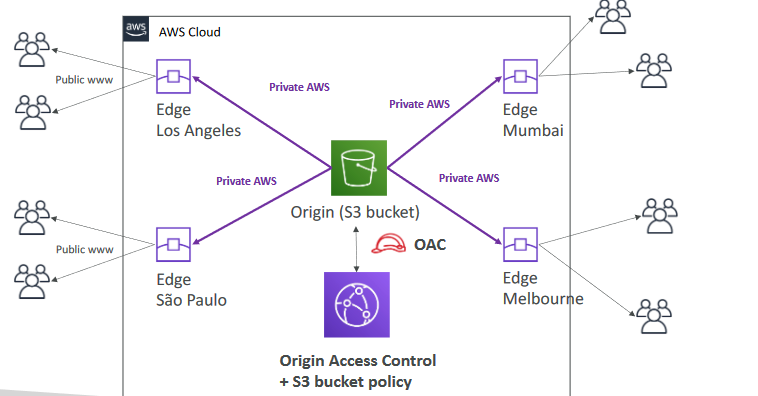 aws
AWS Cloud
Public www
Edge
Los Angeles
Private AWS
Private AWS
Edge
Mumbai
Origin (S3 bucket)
Private AWS
Private AWS
Public www
Edge
São Paulo
OAC
Edge
Melbourne
Origin Access Control
+ S3 bucket policy